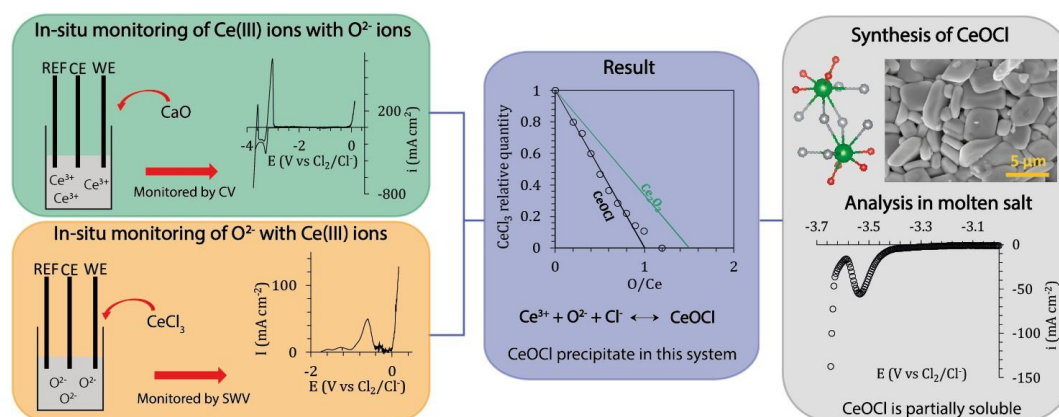 In-situ monitoring of Ce(III) ions with O²⁻ ions
REF CE WE
CaO
Ce³⁺
Ce³⁺
Ce³⁺
Monitored by CV
200
-4
-2
0
E (V vs Cl₂/Cl⁻)
-800
i (mA cm⁻²)
In-situ monitoring of O²⁻ with Ce(III) ions
REF CE WE
CeCl₃
O²⁻
O²⁻
O²⁻
Monitored by SWV
100
50
0
I (mA cm⁻²)
-2
0
E (V vs Cl₂/Cl⁻)
Result
CeCl₃ relative quantity
1
0.8
0.6
0.4
0.2
0
0
1
2
O/Ce
CeOCl
Ce₂O₃
Ce³⁺ + O²⁻ + Cl⁻ ⟷ CeOCl
CeOCl precipitate in this system
Synthesis of CeOCl
5 µm
Analysis in molten salt
-3.7
-3.5
-3.3
-3.1
0
-50
-100
-150
i (mA cm⁻²)
E (V vs Cl₂/Cl⁻)
CeOCl is partially soluble